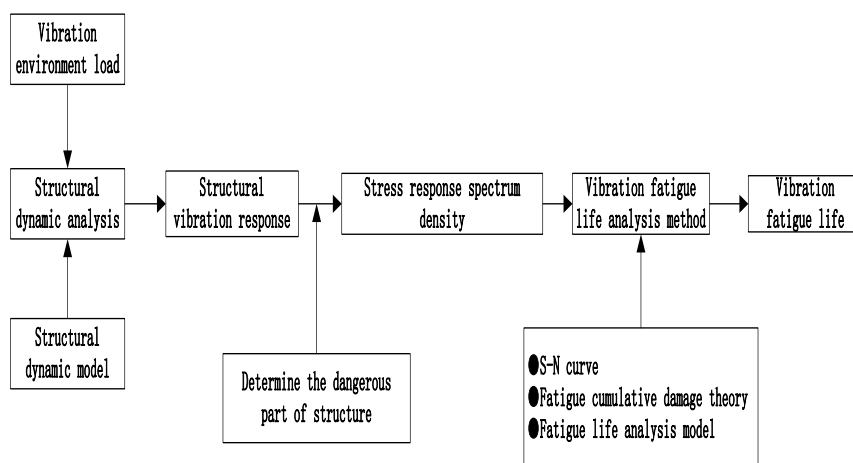 Vibration
environment load
Structural
dynamic analysis
Structural
vibration response
Stress response spectrum
density
Vibration fatigue
life analysis method
Vibration
fatigue life
Structural
dynamic model
Determine the dangerous
part of structure
●S-N curve
●Fatigue cumulative damage theory
●Fatigue life analysis model